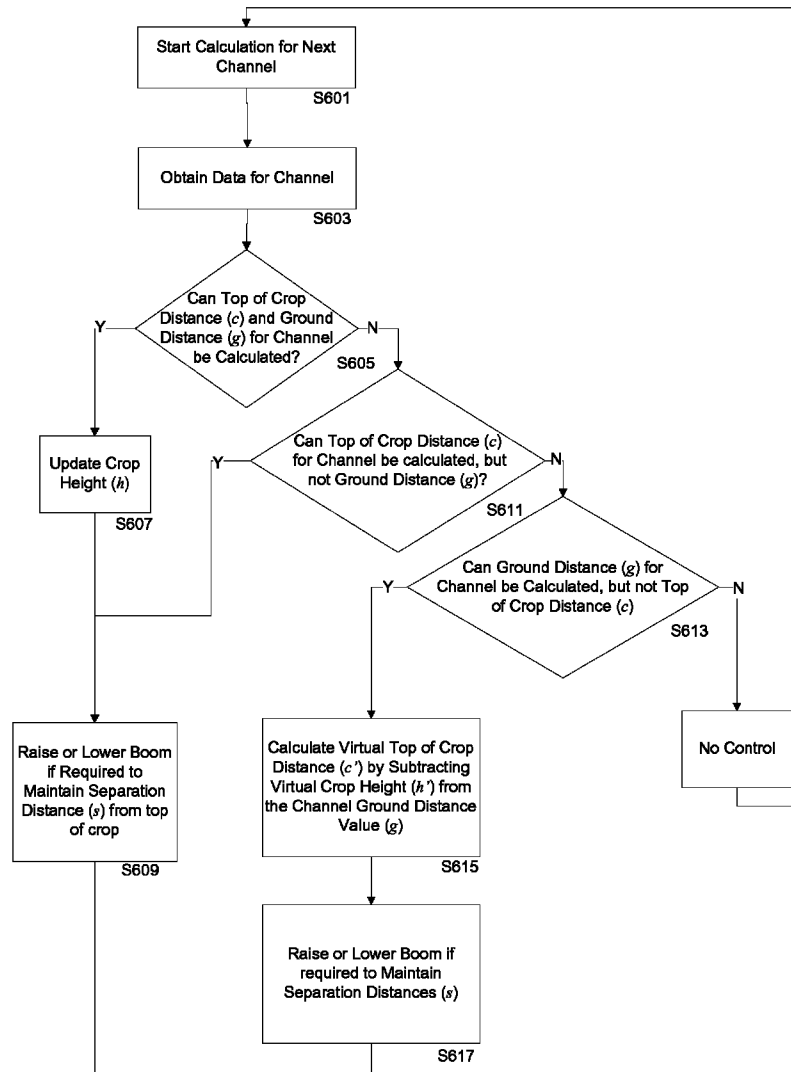 Start Calculation for Next
Channel
S601
Obtain Data for Channel
S603
Can Top of Crop
Distance (c) and Ground
Distance (g) for Channel
be Calculated?
Y
N
S605
Update Crop
Height (h)
S607
Can Top of Crop Distance (c)
for Channel be calculated, but
not Ground Distance (g)?
Y
N
S611
Can Ground Distance (g) for
Channel be Calculated, but not Top
of Crop Distance (c)
Y
N
S613
Raise or Lower Boom
if Required to
Maintain Separation
Distance (s) from top
of crop
S609
Calculate Virtual Top of Crop
Distance (c') by Subtracting
Virtual Crop Height (h') from
the Channel Ground Distance
Value (g)
S615
No Control
Raise or Lower Boom if
required to Maintain
Separation Distances (s)
S617